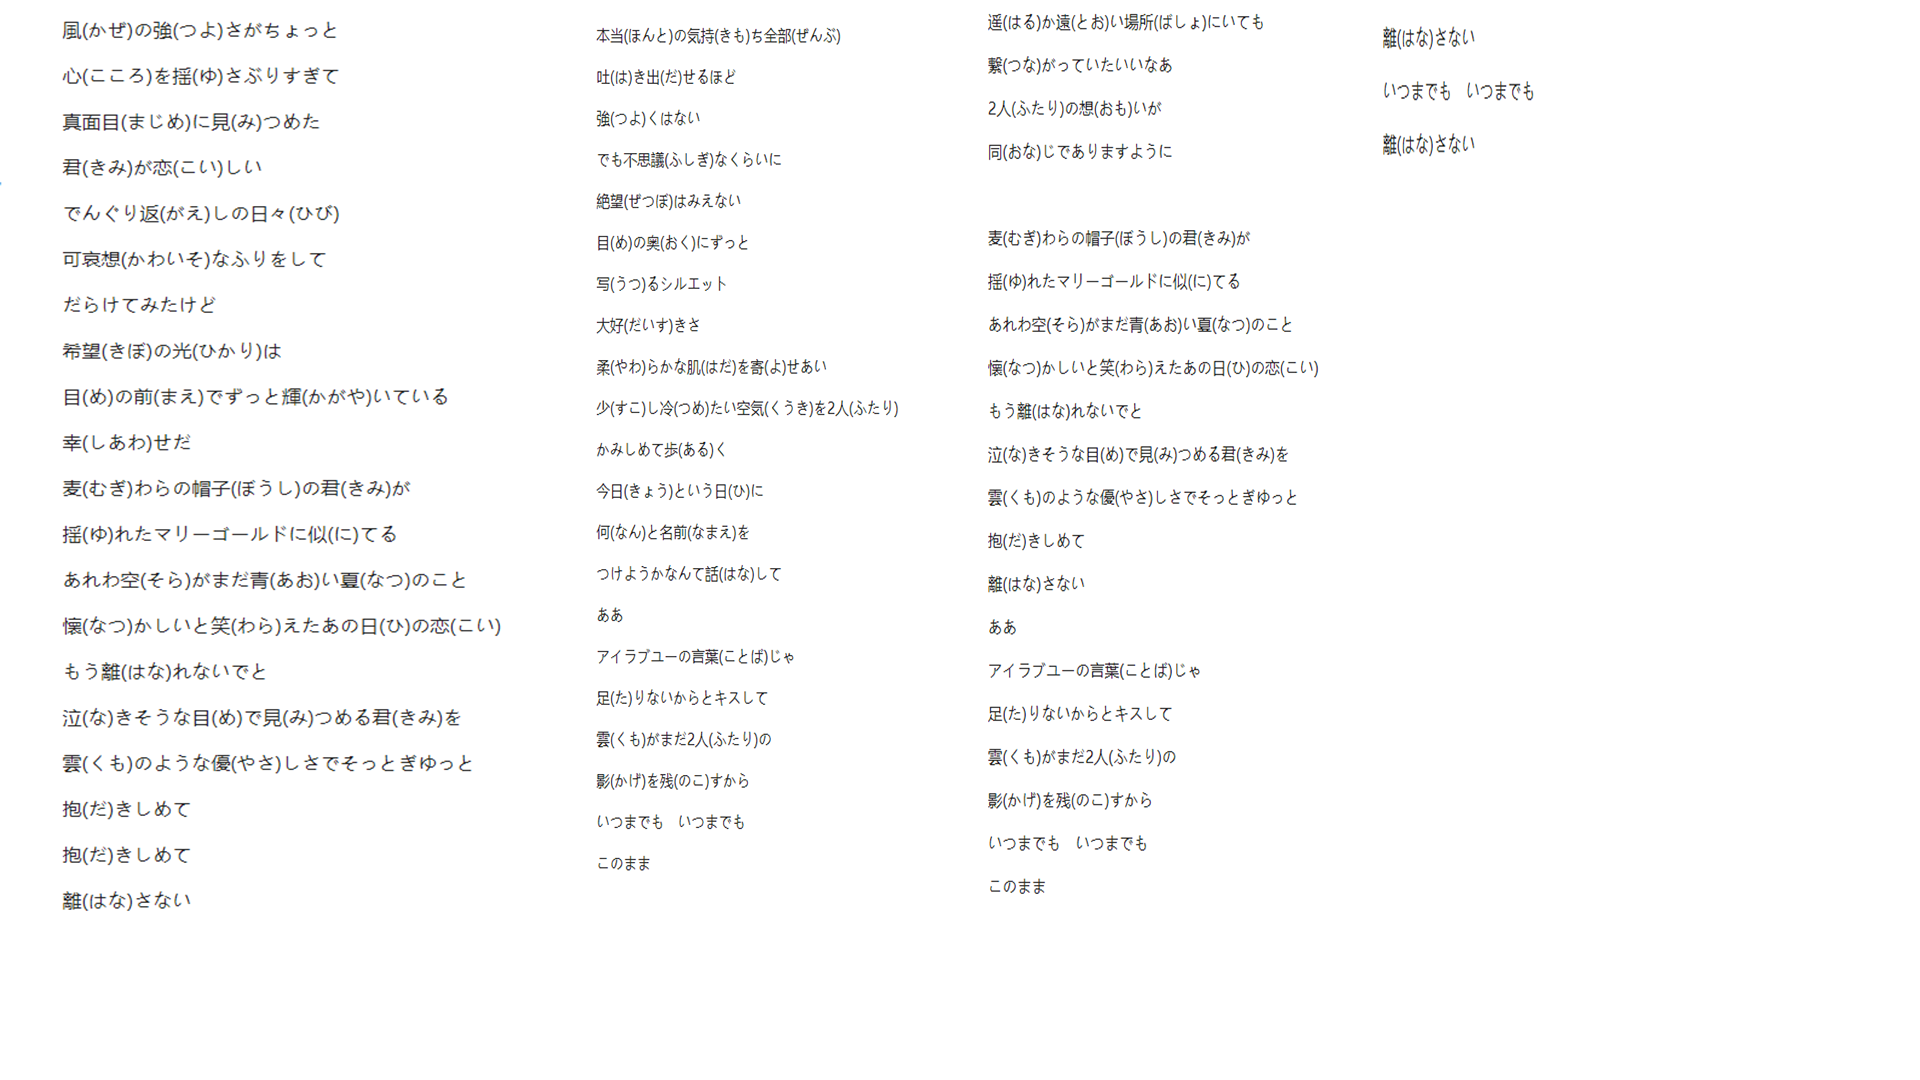 風(かぜ)の強(つよ)さがちょっと
心(こころ)を揺(ゆ)さぶりすぎて
真面目(まじめ)に見(み)つめた
君(きみ)が恋(こい)しい
でんぐり返(がえ)しの日々(ひび)
可哀想(かわいそ)なふりをして
だらけてみたけど
希望(きぼ)の光(ひかり)は
目(め)の前(まえ)でずっと輝(かがや)いている
幸(しあわ)せだ
麦(むぎ)わらの帽子(ぼうし)の君(きみ)が
揺(ゆ)れたマリーゴールドに似(に)てる
あれわ空(そら)がまだ青(あお)い夏(なつ)のこと
懐(なつ)かしいと笑(わら)えたあの日(ひ)の恋(こい)
もう離(はな)れないでと
泣(な)きそうな目(め)で見(み)つめる君(きみ)を
雲(くも)のような優(やさ)しさでそっとぎゆっと
抱(だ)きしめて
抱(だ)きしめて
離(はな)さない
本当(ほんと)の気持(きも)ち全部(ぜんぶ)
吐(は)き出(だ)せるほど
強(つよ)くはない
でも不思議(ふしぎ)なくらいに
絶望(ぜつぼ)はみえない
目(め)の奥(おく)にずっと
写(うつ)るシルエット
大好(だいす)きさ
柔(やわ)らかな肌(はだ)を寄(よ)せあい
少(すこ)し冷(つめ)たい空気(くうき)を2人(ふたり)
かみしめて歩(ある)く
今日(きょう)という日(ひ)に
何(なん)と名前(なまえ)を
つけようかなんて話(はな)して
ああ
アイラブユーの言葉(ことば)じゃ
足(た)りないからとキスして
雲(くも)がまだ2人(ふたり)の
影(かげ)を残(のこ)すから
いつまでも　いつまでも
このまま
遥(はる)か遠(とお)い場所(ばしょ)にいても
繋(つな)がっていたいいなあ
2人(ふたり)の想(おも)いが
同(おな)じでありますように
麦(むぎ)わらの帽子(ぼうし)の君(きみ)が
揺(ゆ)れたマリーゴールドに似(に)てる
あれわ空(そら)がまだ青(あお)い夏(なつ)のこと
懐(なつ)かしいと笑(わら)えたあの日(ひ)の恋(こい)
もう離(はな)れないでと
泣(な)きそうな目(め)で見(み)つめる君(きみ)を
雲(くも)のような優(やさ)しさでそっとぎゆっと
抱(だ)きしめて
離(はな)さない
ああ
アイラブユーの言葉(ことば)じゃ
足(た)りないからとキスして
雲(くも)がまだ2人(ふたり)の
影(かげ)を残(のこ)すから
いつまでも　いつまでも
このまま
離(はな)さない
いつまでも　いつまでも
離(はな)さない